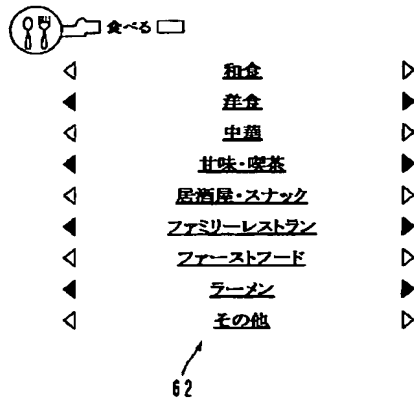 食べる
和食
洋食
中華
甘味・喫茶
居酒屋・スナック
ファミリーレストラン
ファーストフード
ラーメン
その他
62